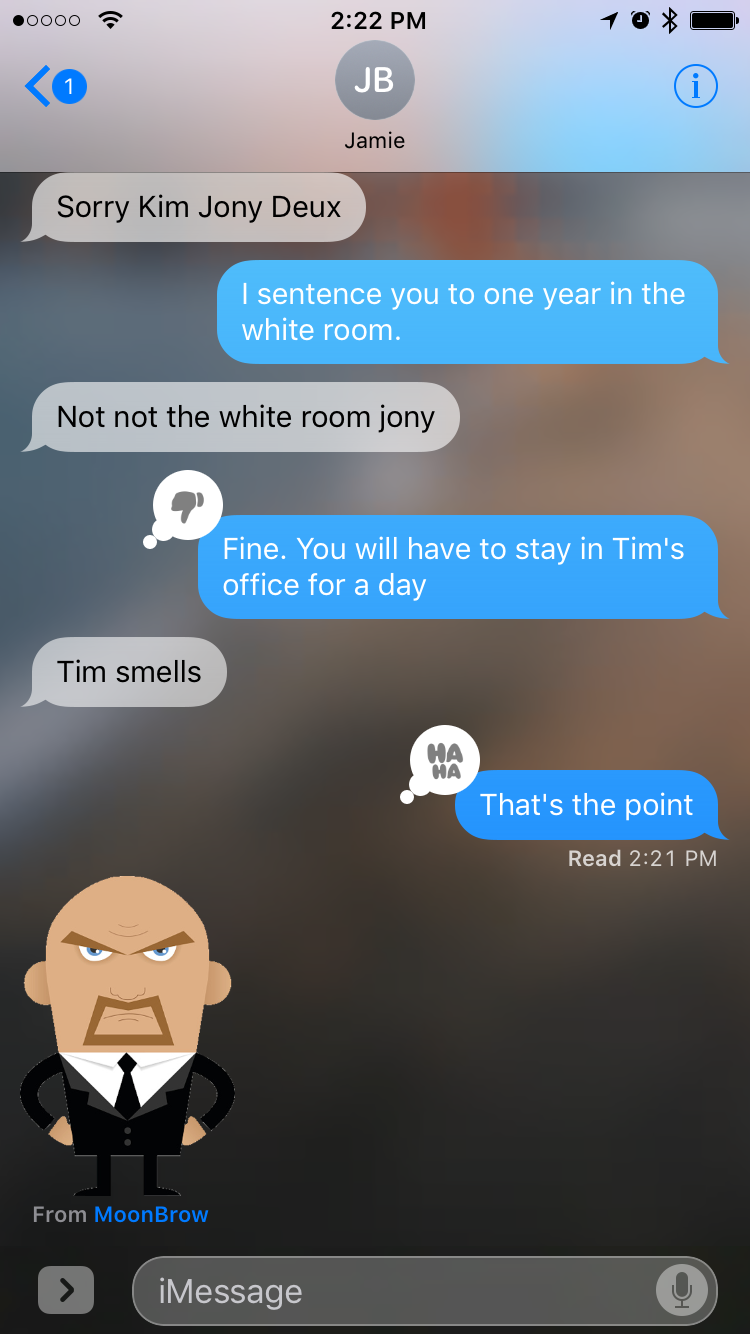 2:22 PM
1
JB
Jamie
Sorry Kim Jony Deux
I sentence you to one year in the
white room.
Not not the white room jony
Fine. You will have to stay in Tim's
office for a day
Tim smells
HA
HA
That's the point
Read 2:21 PM
From MoonBrow
iMessage